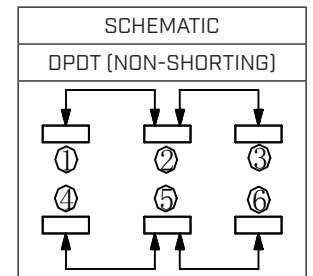 SCHEMATIC
DPDT (NON-SHORTING)
① ② ③
④ ⑤ ⑥